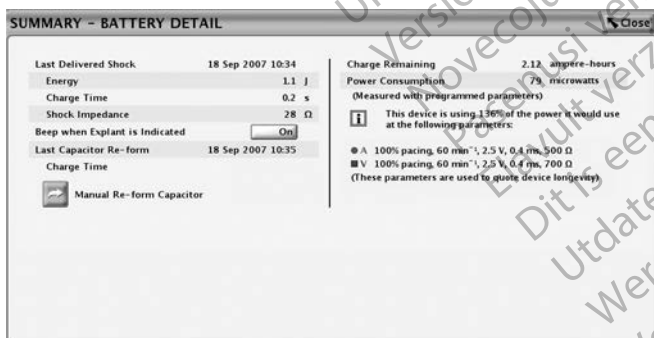 SUMMARY - BATTERY DETAIL
Close
Last Delivered Shock 18 Sep 2007 10:34
Energy 1.1 J
Charge Time 0.2 s
Shock Impedance 28 Ω
Beep when Explant is Indicated On
Last Capacitor Re-form 18 Sep 2007 10:35
Charge Time
Manual Re-form Capacitor
Charge Remaining 2.12 ampere-hours
Power Consumption 79 microwatts
(Measured with programmed parameters)
This device is using 136% of the power it would use
at the following parameters:
A 100% pacing, 60 min⁻¹, 2.5 V, 0.4 ms, 500 Ω
V 100% pacing, 60 min⁻¹, 2.5 V, 0.4 ms, 700 Ω
(These parameters are used to quote device longevity)
Dit is een